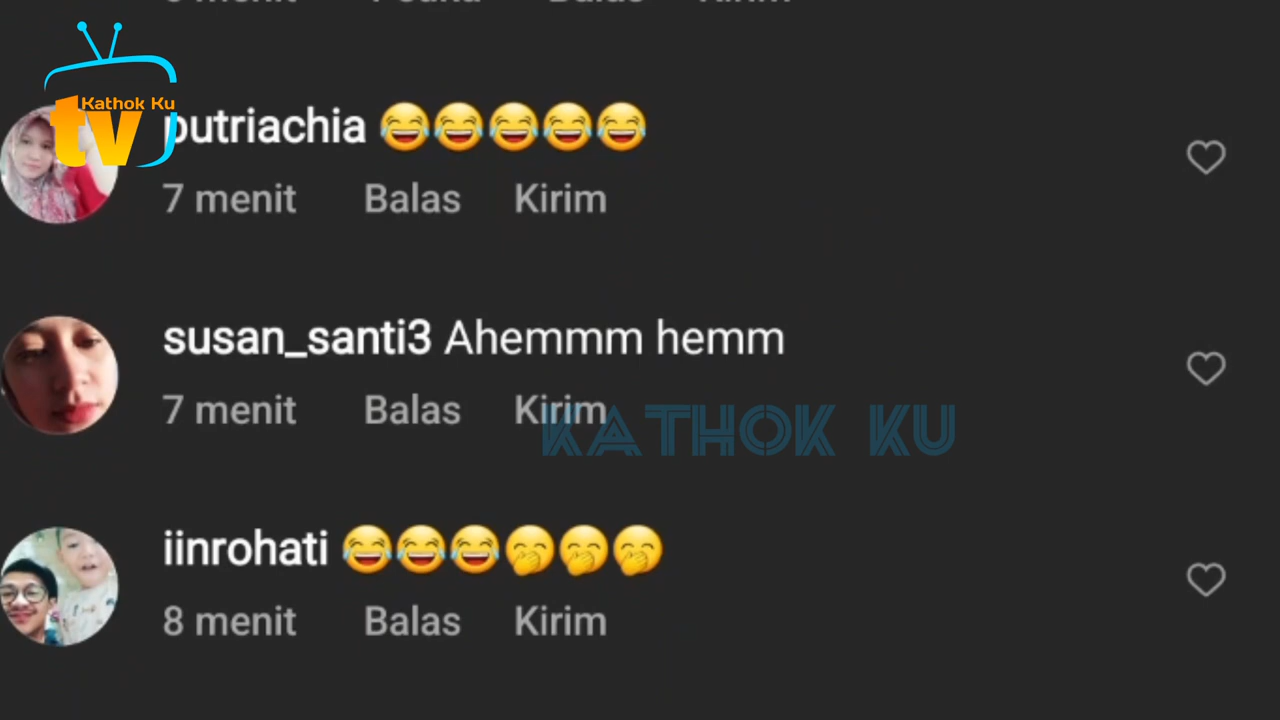 Kathok Ku
tv
putriachia 😂😂😂😂😂
7 menit Balas Kirim
susan_santi3 Ahemmm hemm
7 menit Balas Kirim
KATHOK KU
iinrohati 😂😂😂🤭🤭🤭
8 menit Balas Kirim